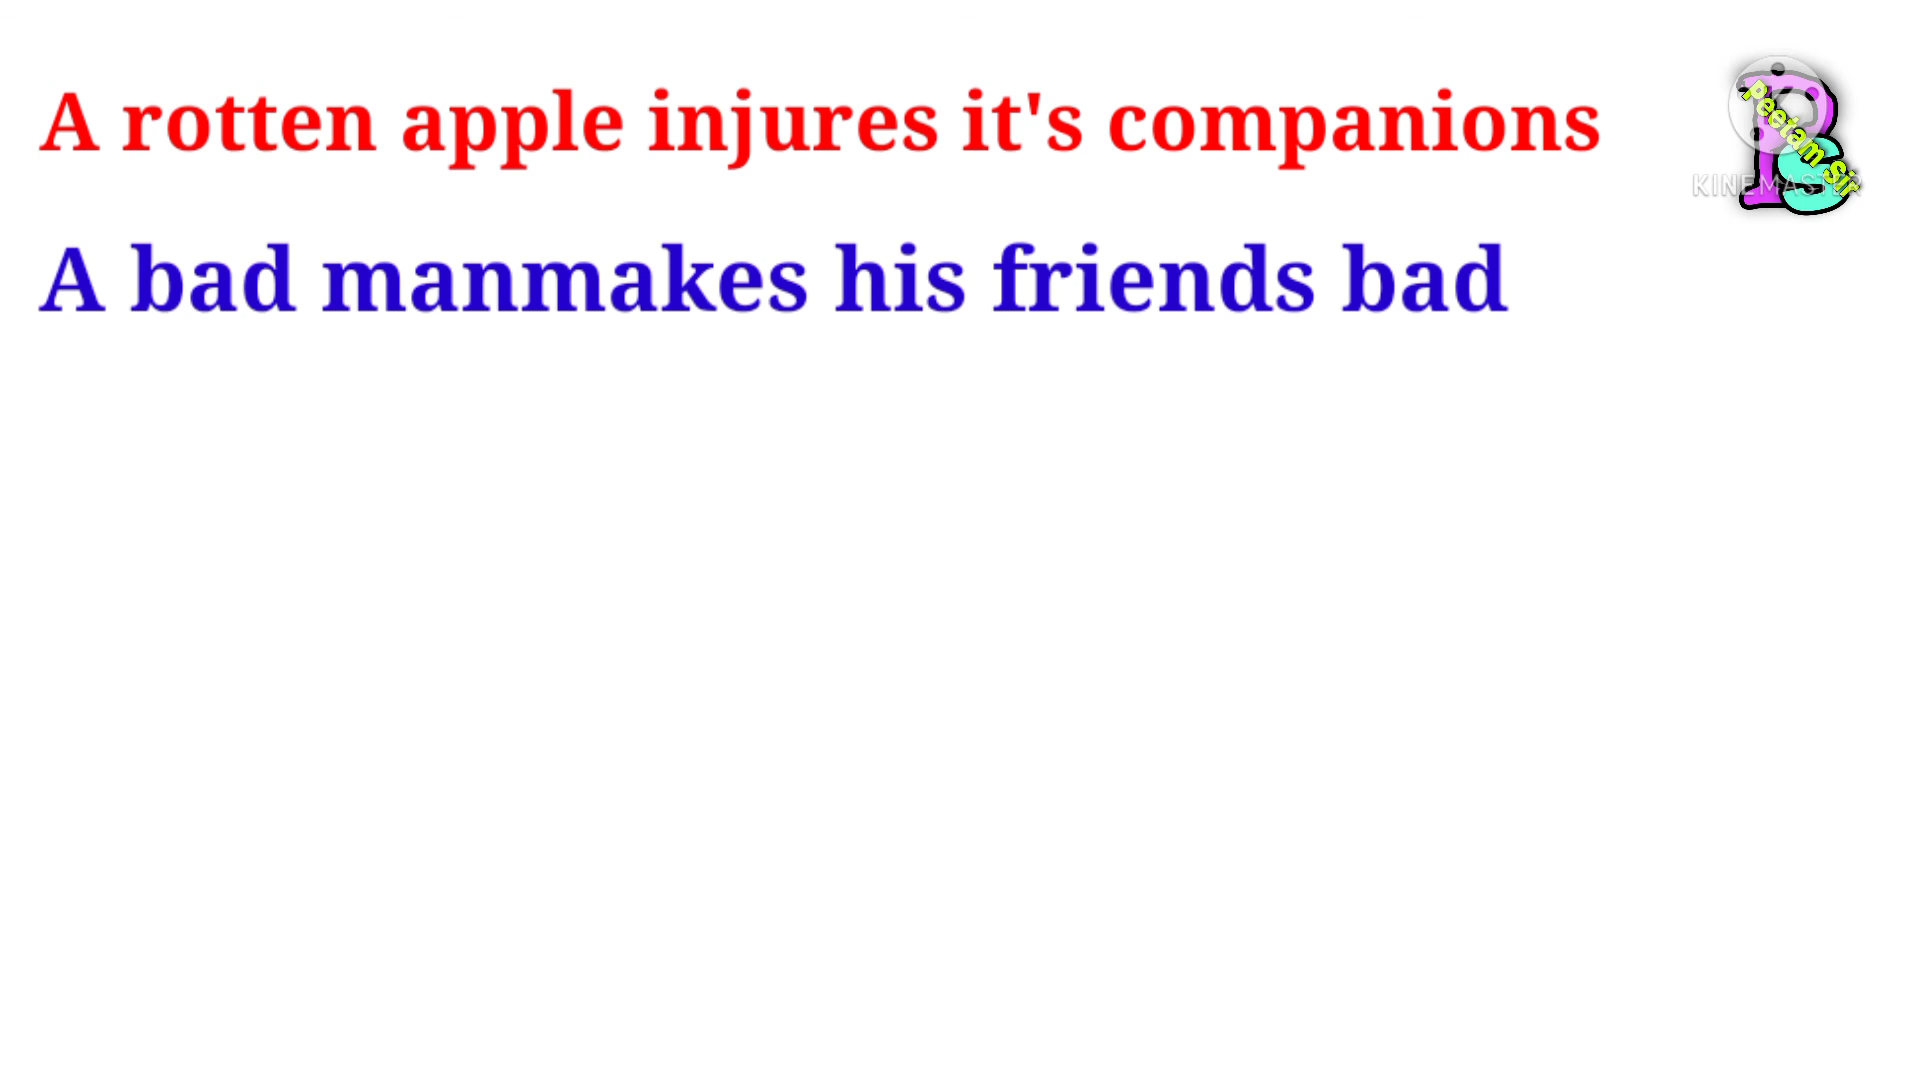 A rotten apple injures it's companions
A bad manmakes his friends bad
Peetam Sir
KINEMASTER